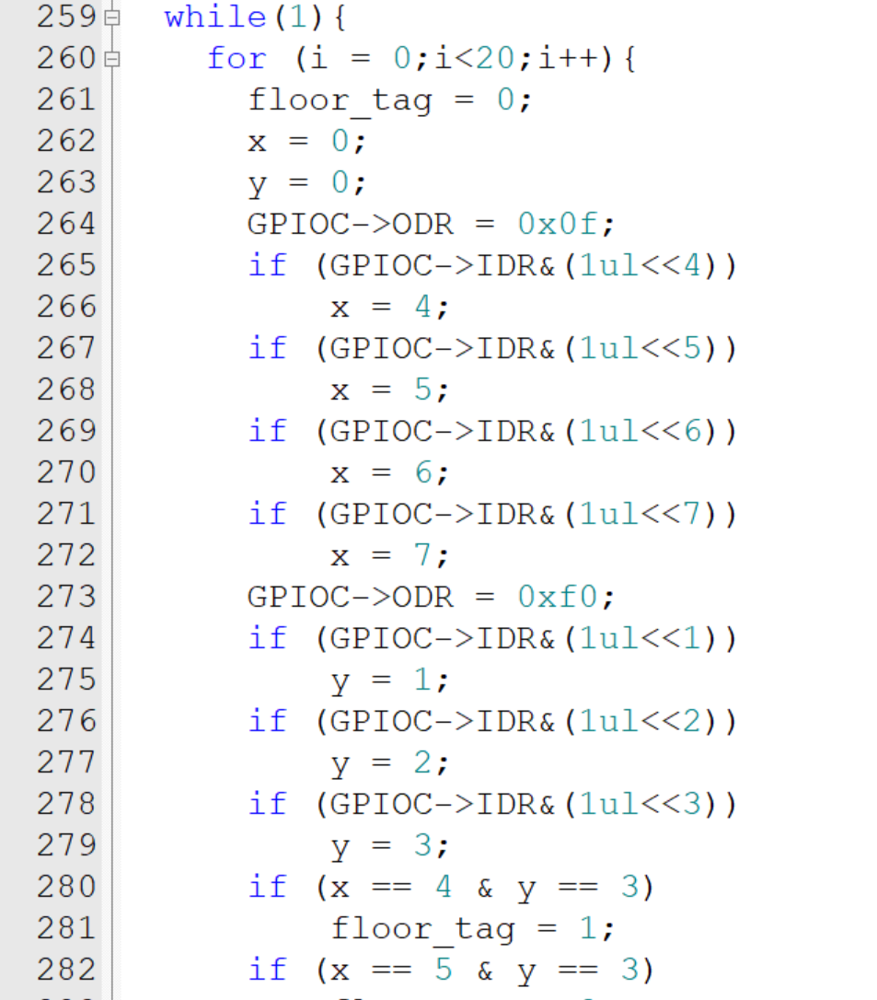 259 while(1){
260 for (i = 0;i<20;i++){
261 floor_tag = 0;
262 x = 0;
263 y = 0;
264 GPIOC->ODR = 0x0f;
265 if (GPIOC->IDR&(1ul<<4))
266 x = 4;
267 if (GPIOC->IDR&(1ul<<5))
268 x = 5;
269 if (GPIOC->IDR&(1ul<<6))
270 x = 6;
271 if (GPIOC->IDR&(1ul<<7))
272 x = 7;
273 GPIOC->ODR = 0xf0;
274 if (GPIOC->IDR&(1ul<<1))
275 y = 1;
276 if (GPIOC->IDR&(1ul<<2))
277 y = 2;
278 if (GPIOC->IDR&(1ul<<3))
279 y = 3;
280 if (x == 4 & y == 3)
281 floor_tag = 1;
282 if (x == 5 & y == 3)